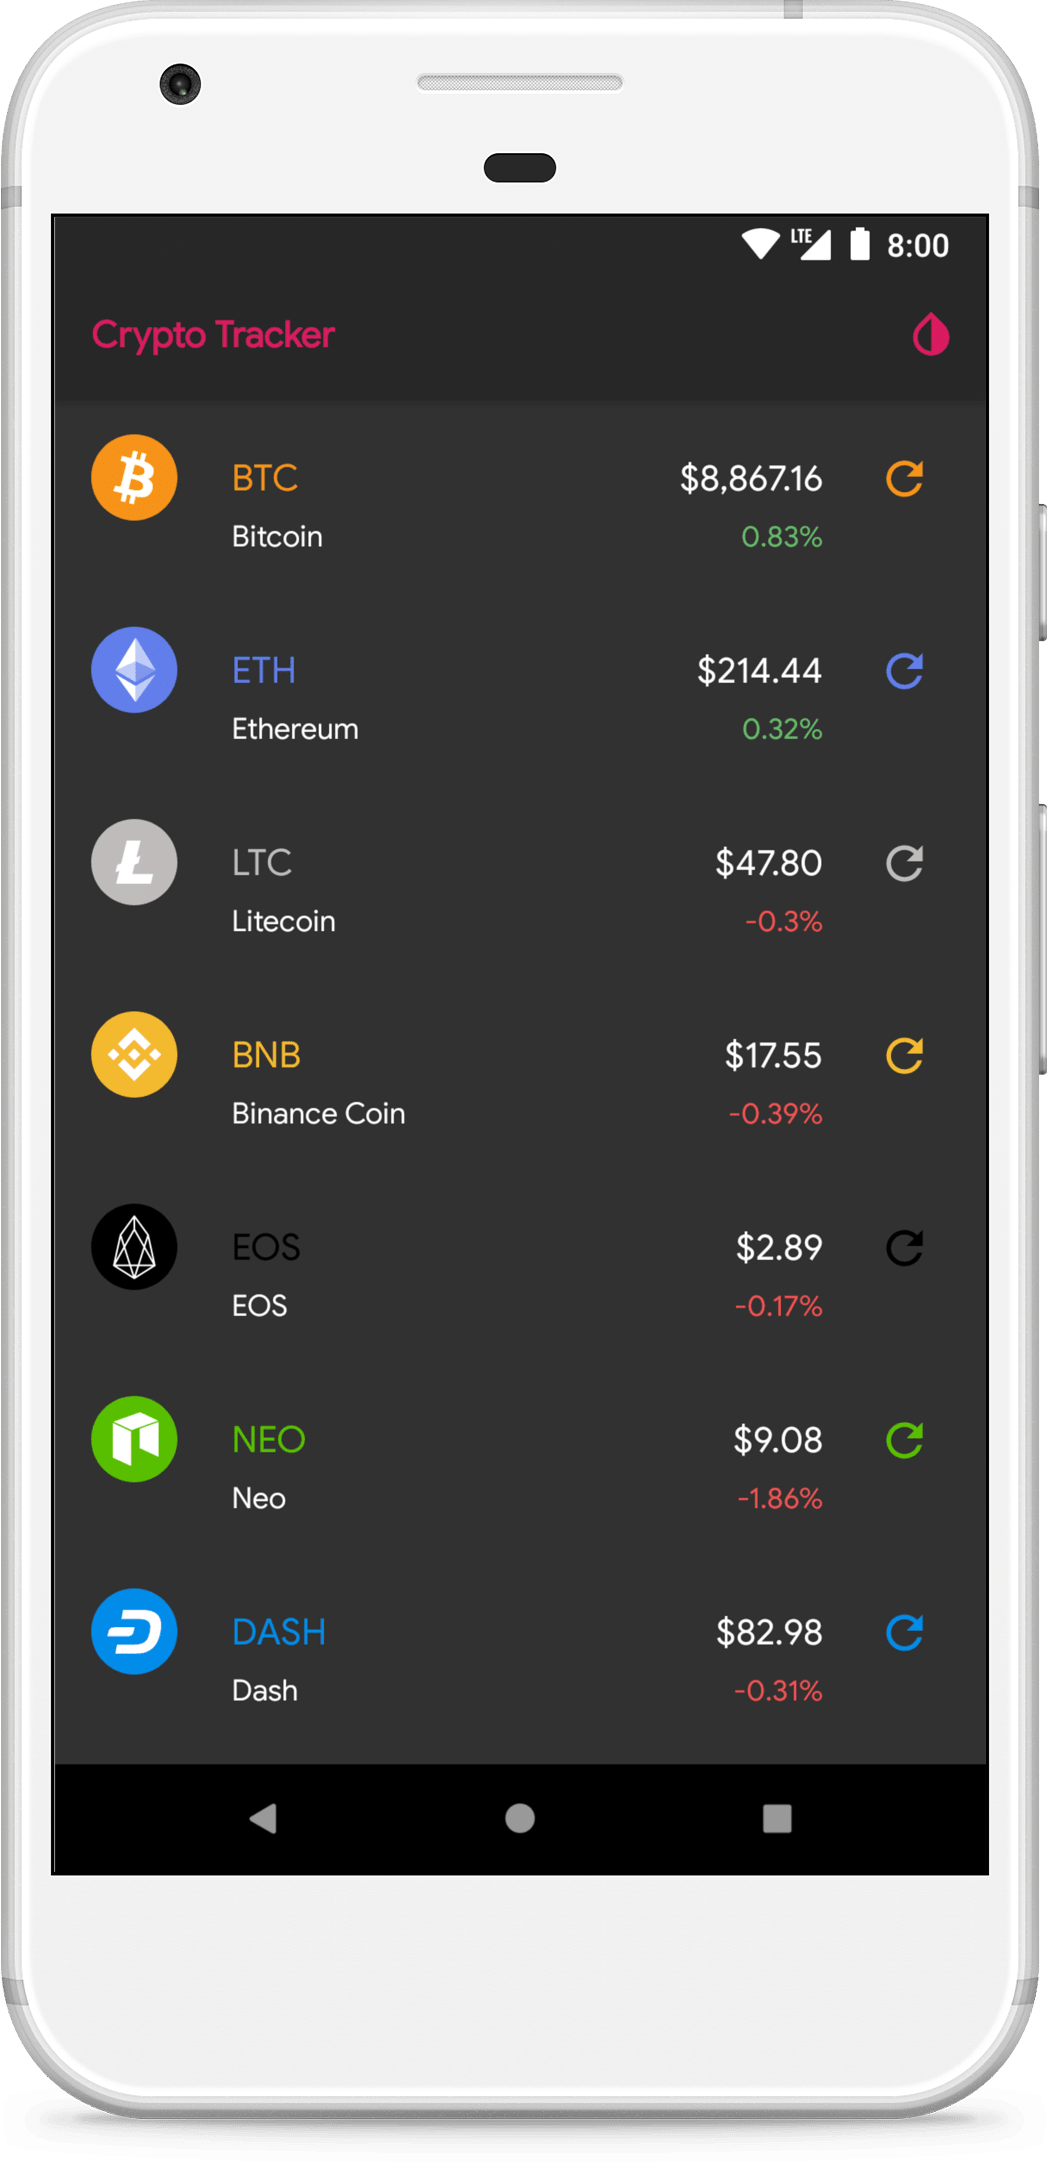 LTE 8:00
Crypto Tracker
BTC $8,867.16
Bitcoin 0.83%
ETH $214.44
Ethereum 0.32%
LTC $47.80
Litecoin -0.3%
BNB $17.55
Binance Coin -0.39%
EOS $2.89
EOS -0.17%
NEO $9.08
Neo -1.86%
DASH $82.98
Dash -0.31%